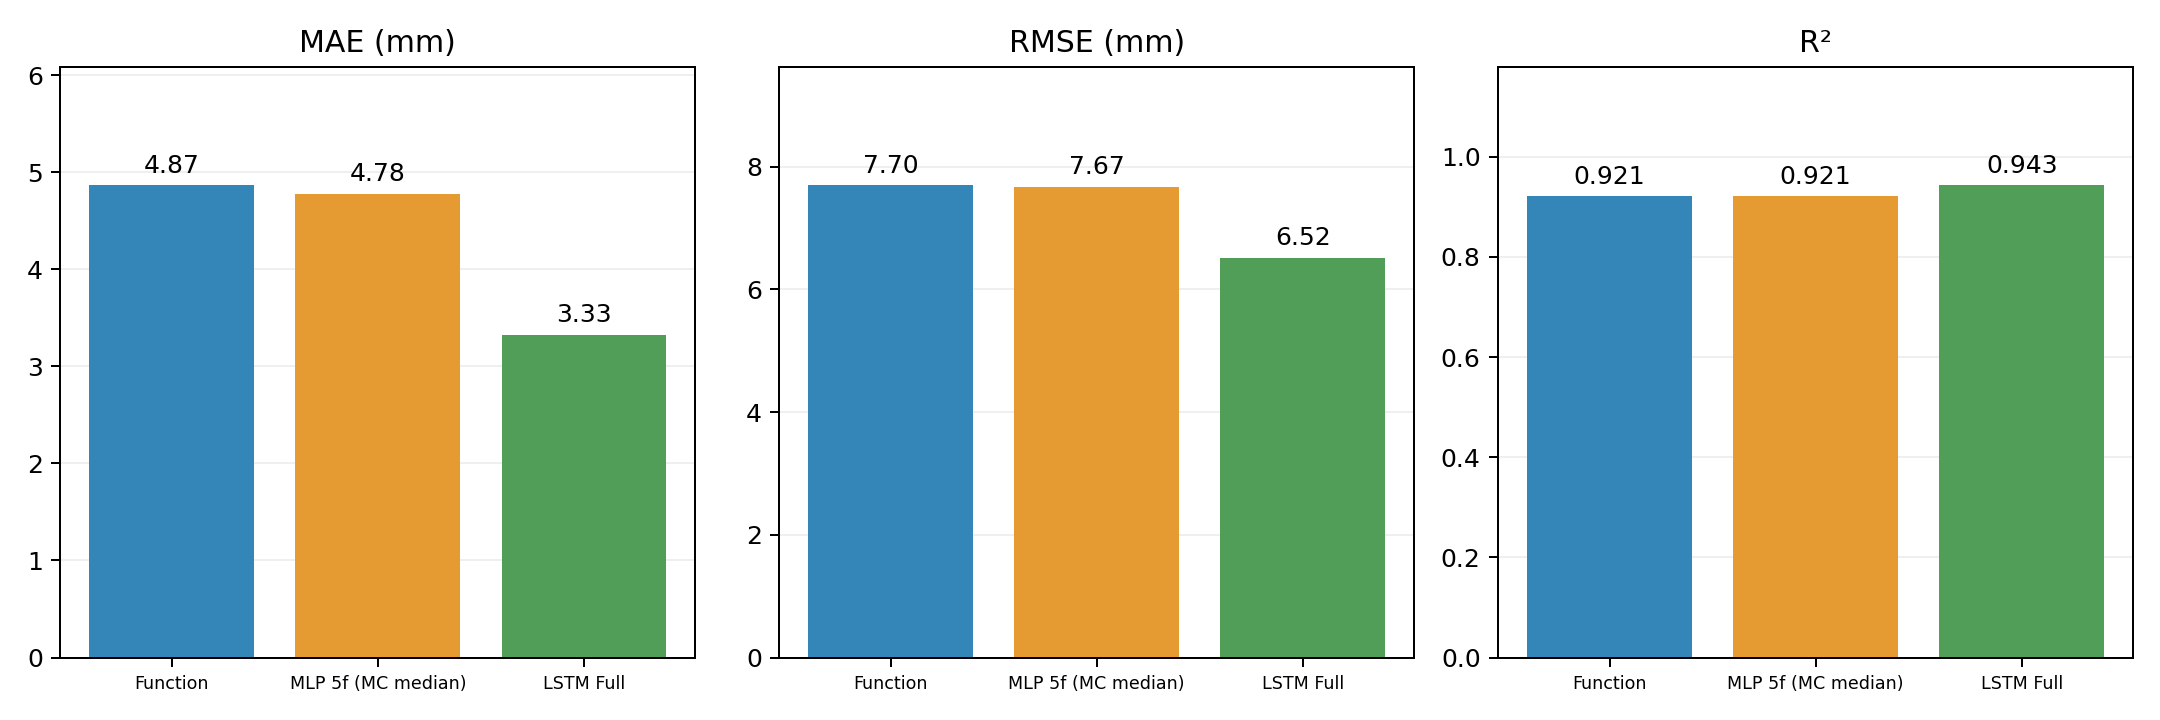 MAE (mm)
6
5
4
3
2
1
0
4.87
4.78
3.33
Function
MLP 5f (MC median)
LSTM Full
RMSE (mm)
8
6
4
2
0
7.70
7.67
6.52
Function
MLP 5f (MC median)
LSTM Full
R²
1.0
0.8
0.6
0.4
0.2
0.0
0.921
0.921
0.943
Function
MLP 5f (MC median)
LSTM Full